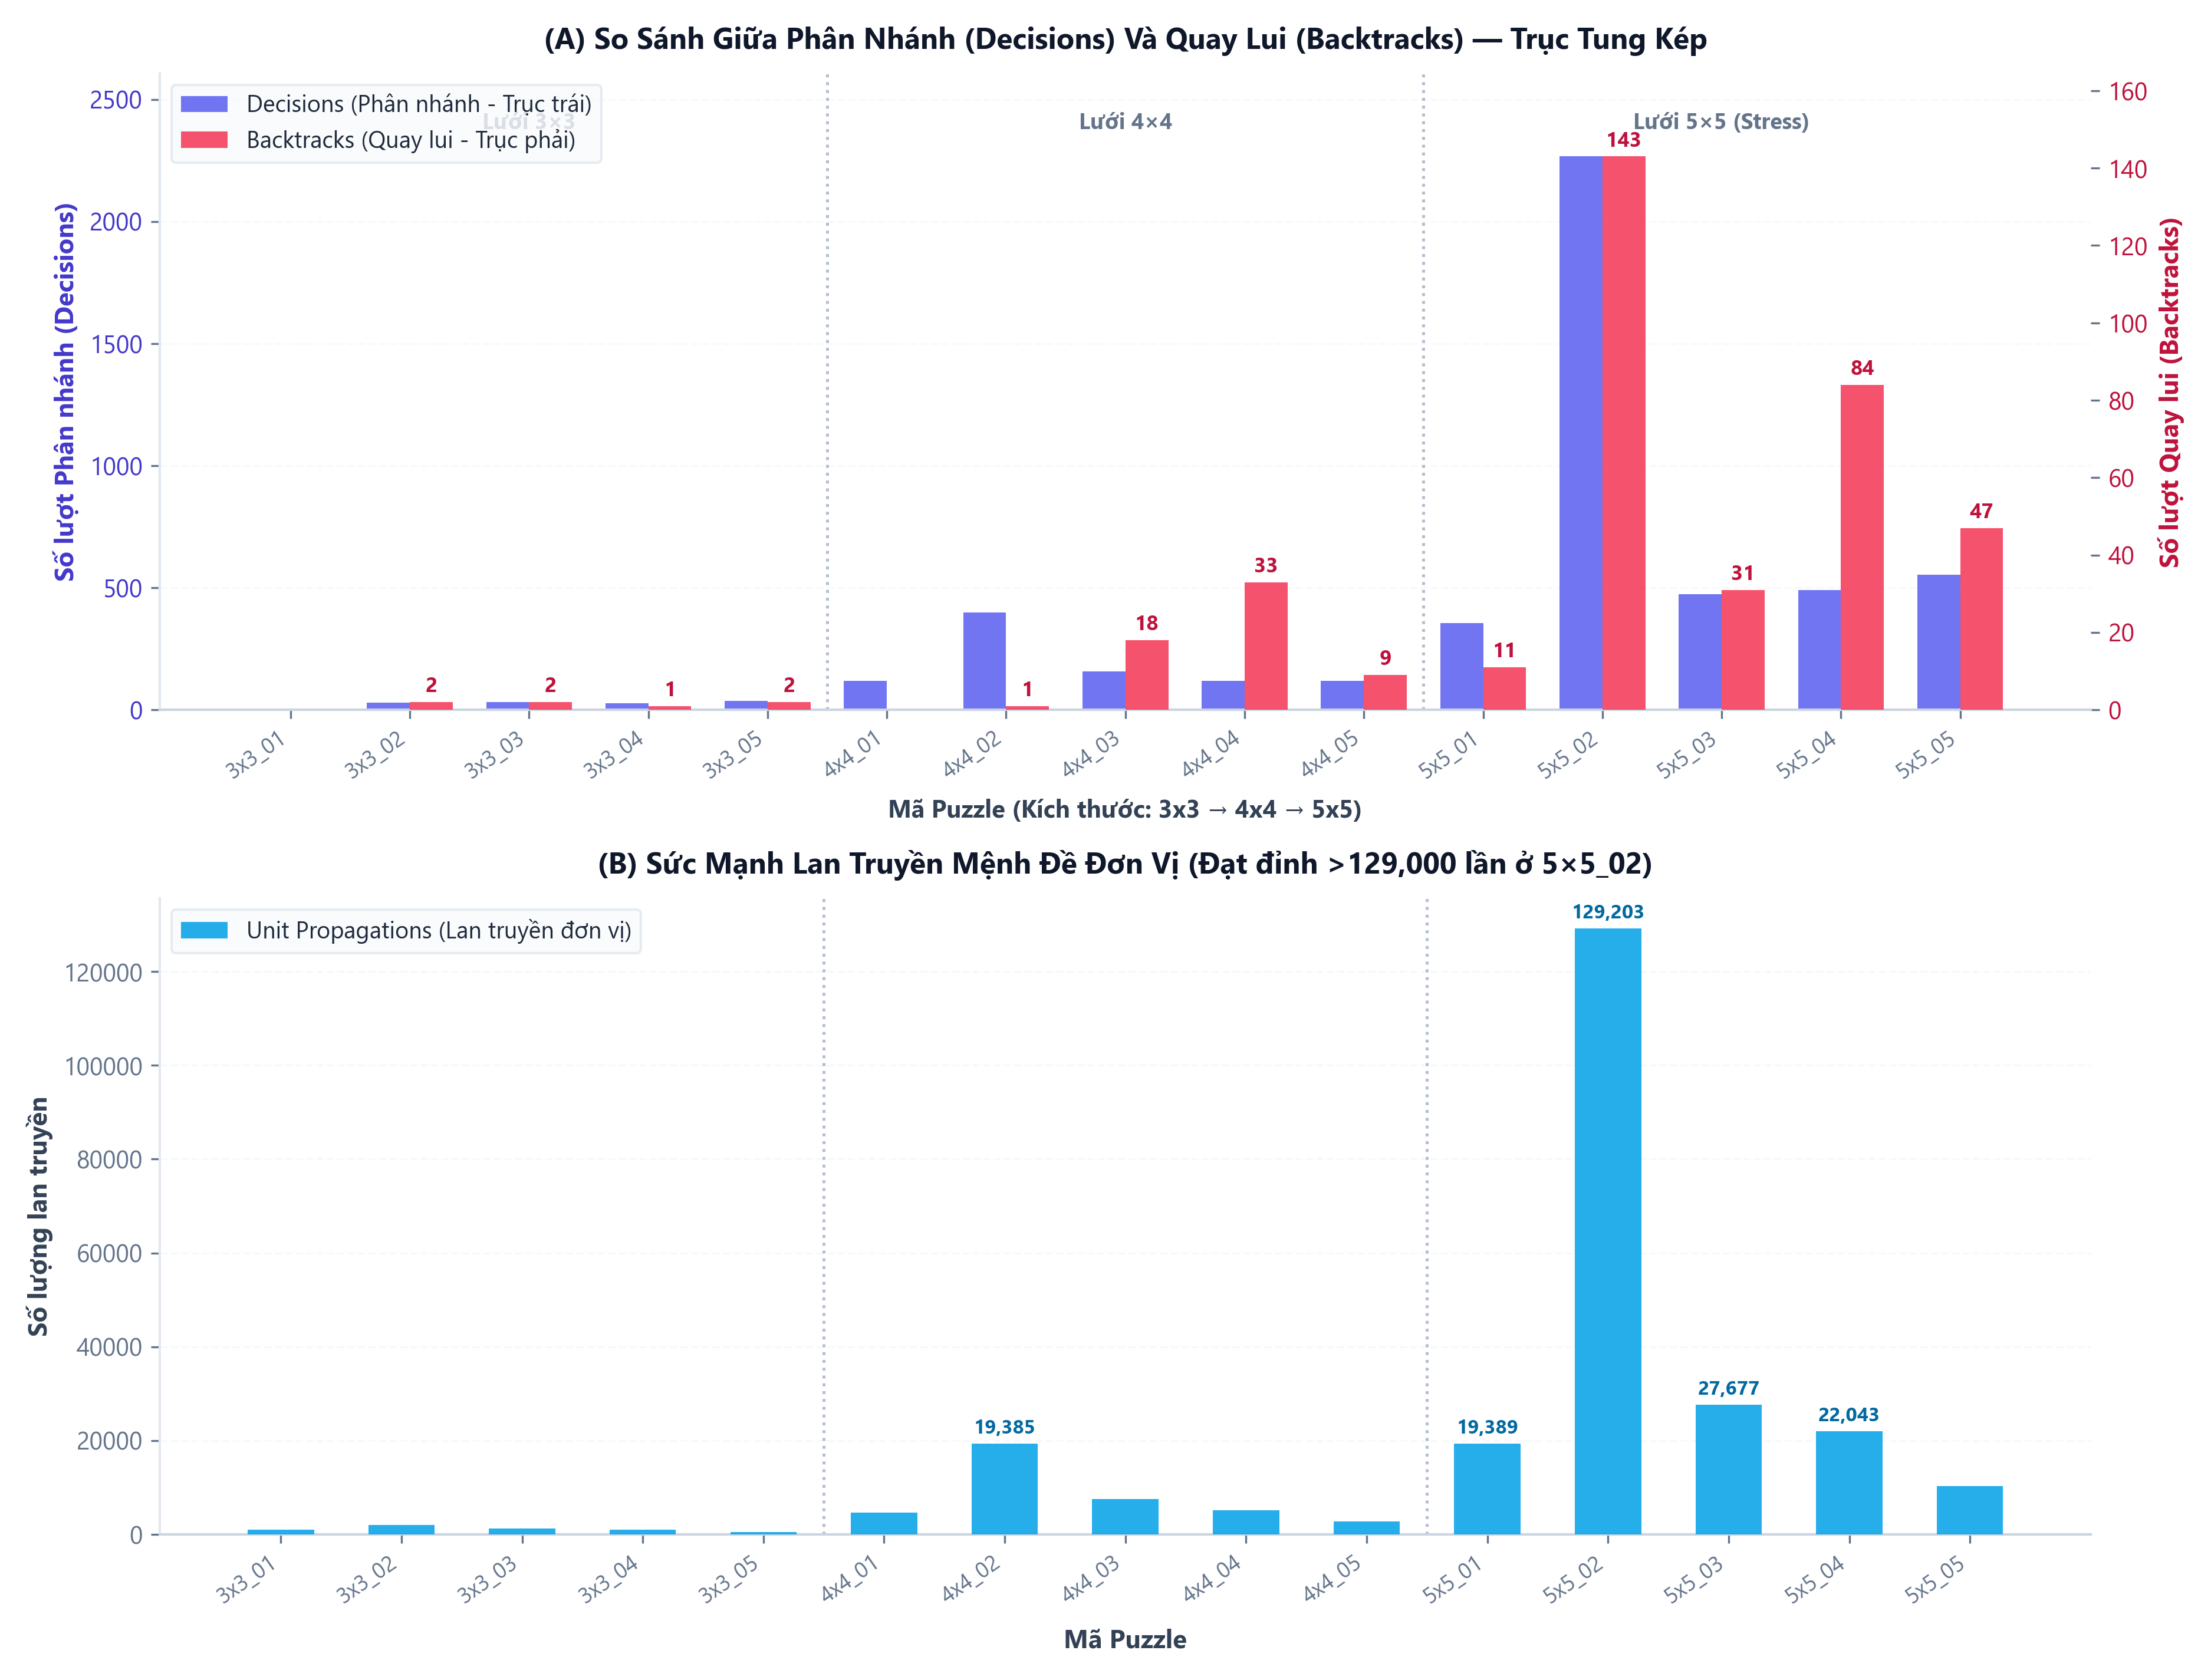 (A) So Sánh Giữa Phân Nhánh (Decisions) Và Quay Lui (Backtracks) — Trục Tung Kép
Decisions (Phân nhánh - Trục trái)
Backtracks (Quay lui - Trục phải)
Lưới 3×3
Lưới 4×4
Lưới 5×5 (Stress)
Số lượt Phân nhánh (Decisions)
2500
2000
1500
1000
500
0
160
140
120
100
80
60
40
20
0
Số lượt Quay lui (Backtracks)
2
2
1
2
1
18
33
9
11
143
31
84
47
3x3_01
3x3_02
3x3_03
3x3_04
3x3_05
4x4_01
4x4_02
4x4_03
4x4_04
4x4_05
5x5_01
5x5_02
5x5_03
5x5_04
5x5_05
Mã Puzzle (Kích thước: 3x3 → 4x4 → 5x5)
(B) Sức Mạnh Lan Truyền Mệnh Đề Đơn Vị (Đạt đỉnh >129,000 lần ở 5×5_02)
Unit Propagations (Lan truyền đơn vị)
Số lượng lan truyền
120000
100000
80000
60000
40000
20000
0
19,385
19,389
129,203
27,677
22,043
3x3_01
3x3_02
3x3_03
3x3_04
3x3_05
4x4_01
4x4_02
4x4_03
4x4_04
4x4_05
5x5_01
5x5_02
5x5_03
5x5_04
5x5_05
Mã Puzzle